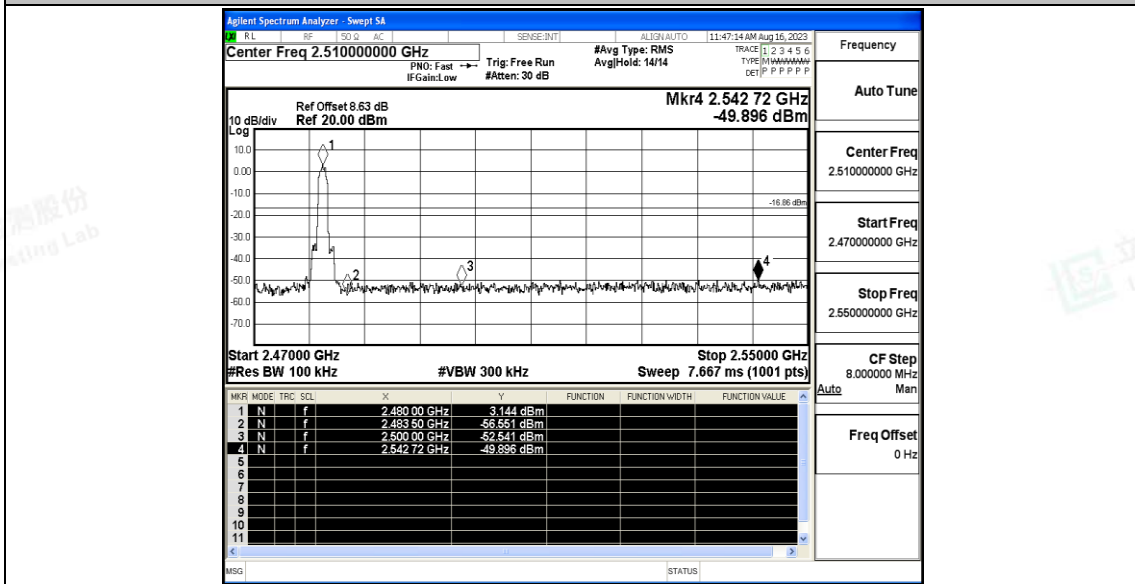 Agilent Spectrum Analyzer - Swept SA
RL RF 50 Ω AC SENSE:INT ALIGN AUTO 11:47:14 AM Aug 16, 2023
Center Freq 2.510000000 GHz
PNO: Fast
IFGain:Low
Trig: Free Run
#Atten: 30 dB
#Avg Type: RMS
Avg|Hold: 14/14
TRACE 1 2 3 4 5 6
TYPE M
DET P P P P P P
Frequency
Auto Tune
Center Freq
2.510000000 GHz
Start Freq
2.470000000 GHz
Stop Freq
2.550000000 GHz
CF Step
8.000000 MHz
Auto Man
Freq Offset
0 Hz
Mkr4 2.542 72 GHz
-49.896 dBm
Ref Offset 8.63 dB
10 dB/div Ref 20.00 dBm
Log
10.0
0.00
-10.0
-20.0
-30.0
-40.0
-50.0
-60.0
-70.0
1
2
3
4
-16.86 dBm
Start 2.47000 GHz Stop 2.55000 GHz
#Res BW 100 kHz #VBW 300 kHz Sweep 7.667 ms (1001 pts)
MKR MODE TRC SCL X Y FUNCTION FUNCTION WIDTH FUNCTION VALUE
1 N f 2.480 00 GHz 3.144 dBm
2 N f 2.483 50 GHz -56.551 dBm
3 N f 2.500 00 GHz -52.541 dBm
4 N f 2.542 72 GHz -49.896 dBm
5
6
7
8
9
10
11
MSG STATUS
股份
sting Lab